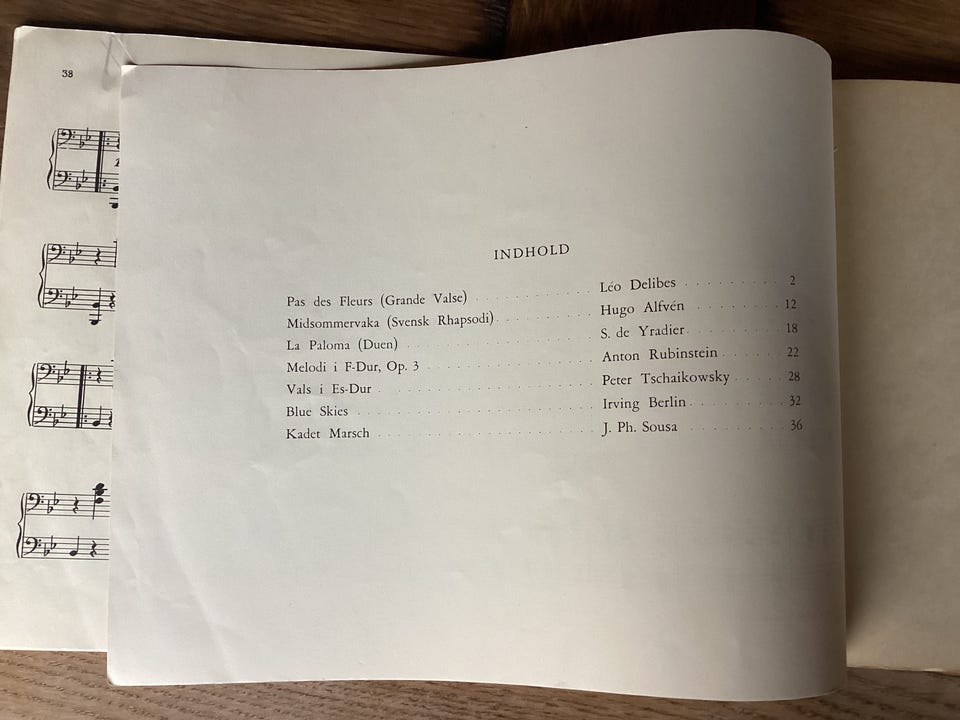 38
INDHOLD
Pas des Fleurs (Grande Valse) Léo Delibes 2
Midsommervaka (Svensk Rhapsodi) Hugo Alfvén 12
La Paloma (Duen) S. de Yradier 18
Melodi i F-Dur, Op. 3 Anton Rubinstein 22
Vals i Es-Dur Peter Tschaikowsky 28
Blue Skies Irving Berlin 32
Kadet Marsch J. Ph. Sousa 36